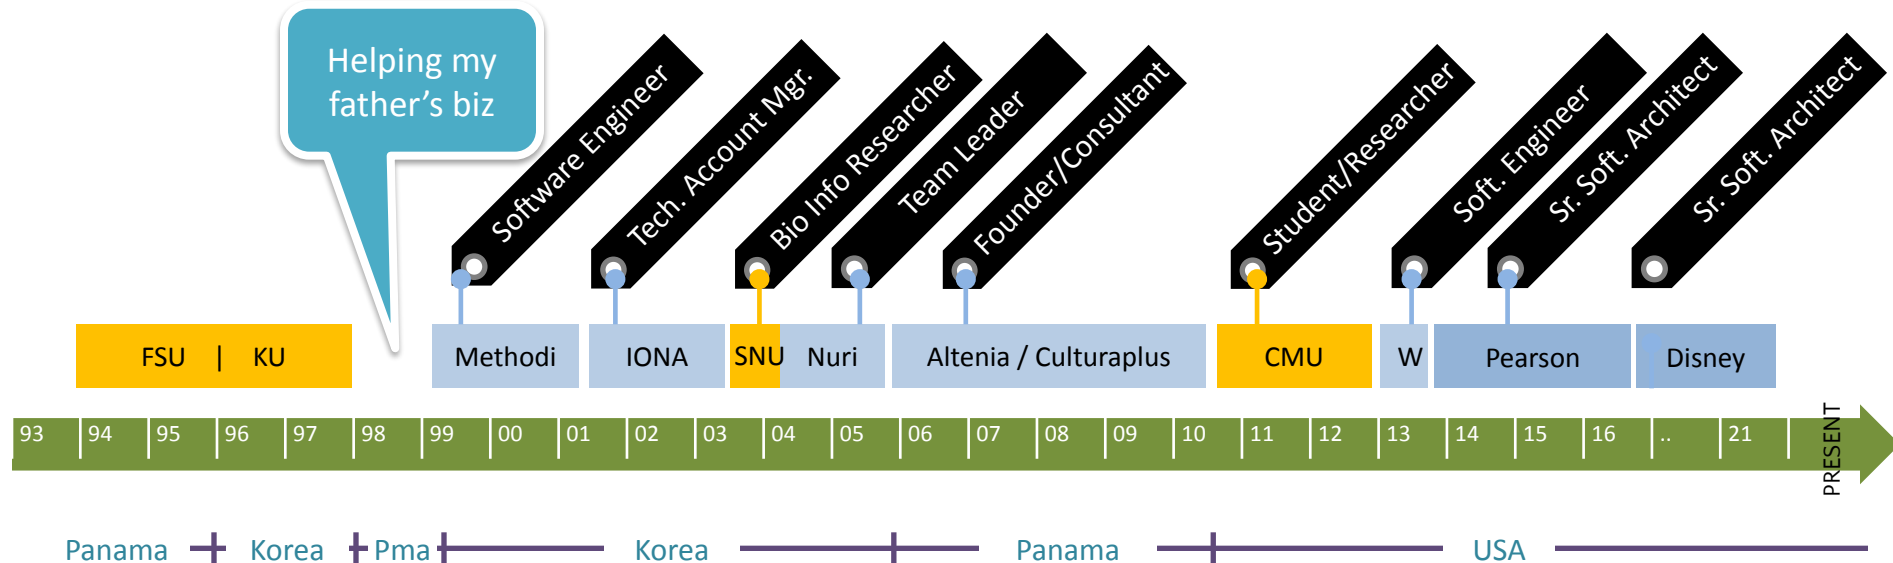 Helping my
father's biz
Software Engineer
Tech. Account Mgr.
Bio Info Researcher
Team Leader
Founder/Consultant
Student/Researcher
Soft. Engineer
Sr. Soft. Architect
Sr. Soft. Architect
FSU | KU
Methodi
IONA
SNU
Nuri
Altenia / Culturaplus
CMU
W
Pearson
Disney
93 94 95 96 97 98 99 00 01 02 03 04 05 06 07 08 09 10 11 12 13 14 15 16 .. 21
PRESENT
Panama Korea Pma Korea Panama USA